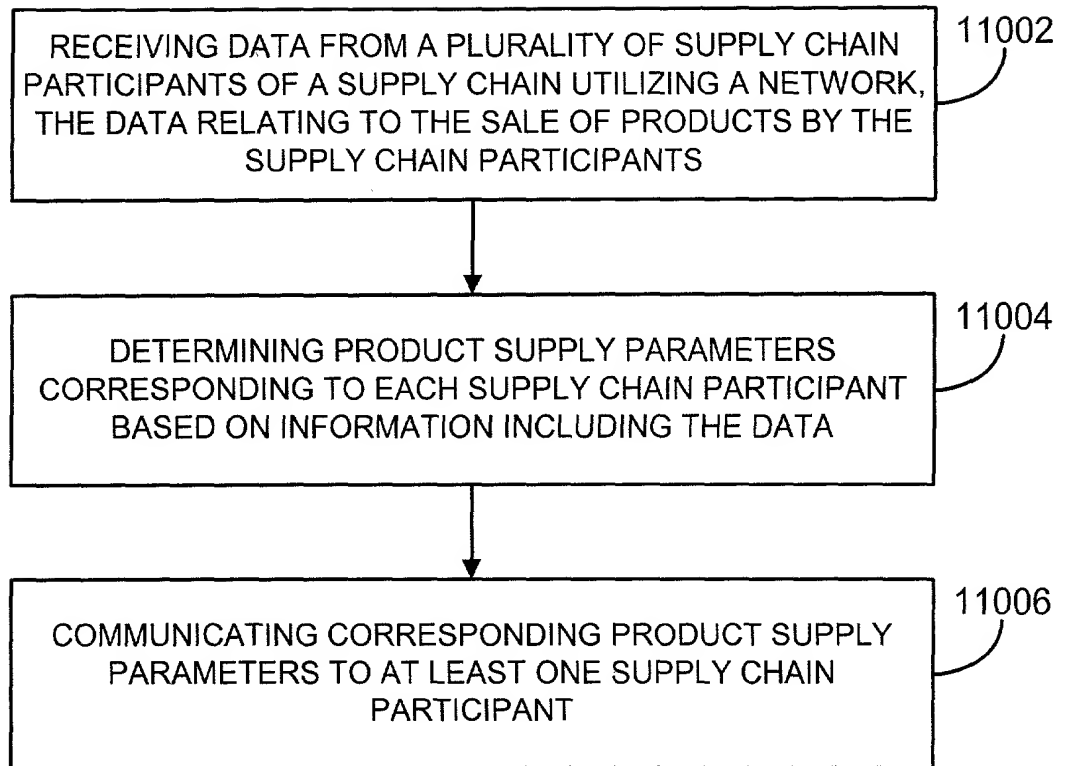 RECEIVING DATA FROM A PLURALITY OF SUPPLY CHAIN
PARTICIPANTS OF A SUPPLY CHAIN UTILIZING A NETWORK,
THE DATA RELATING TO THE SALE OF PRODUCTS BY THE
SUPPLY CHAIN PARTICIPANTS
11002
DETERMINING PRODUCT SUPPLY PARAMETERS
CORRESPONDING TO EACH SUPPLY CHAIN PARTICIPANT
BASED ON INFORMATION INCLUDING THE DATA
11004
COMMUNICATING CORRESPONDING PRODUCT SUPPLY
PARAMETERS TO AT LEAST ONE SUPPLY CHAIN
PARTICIPANT
11006